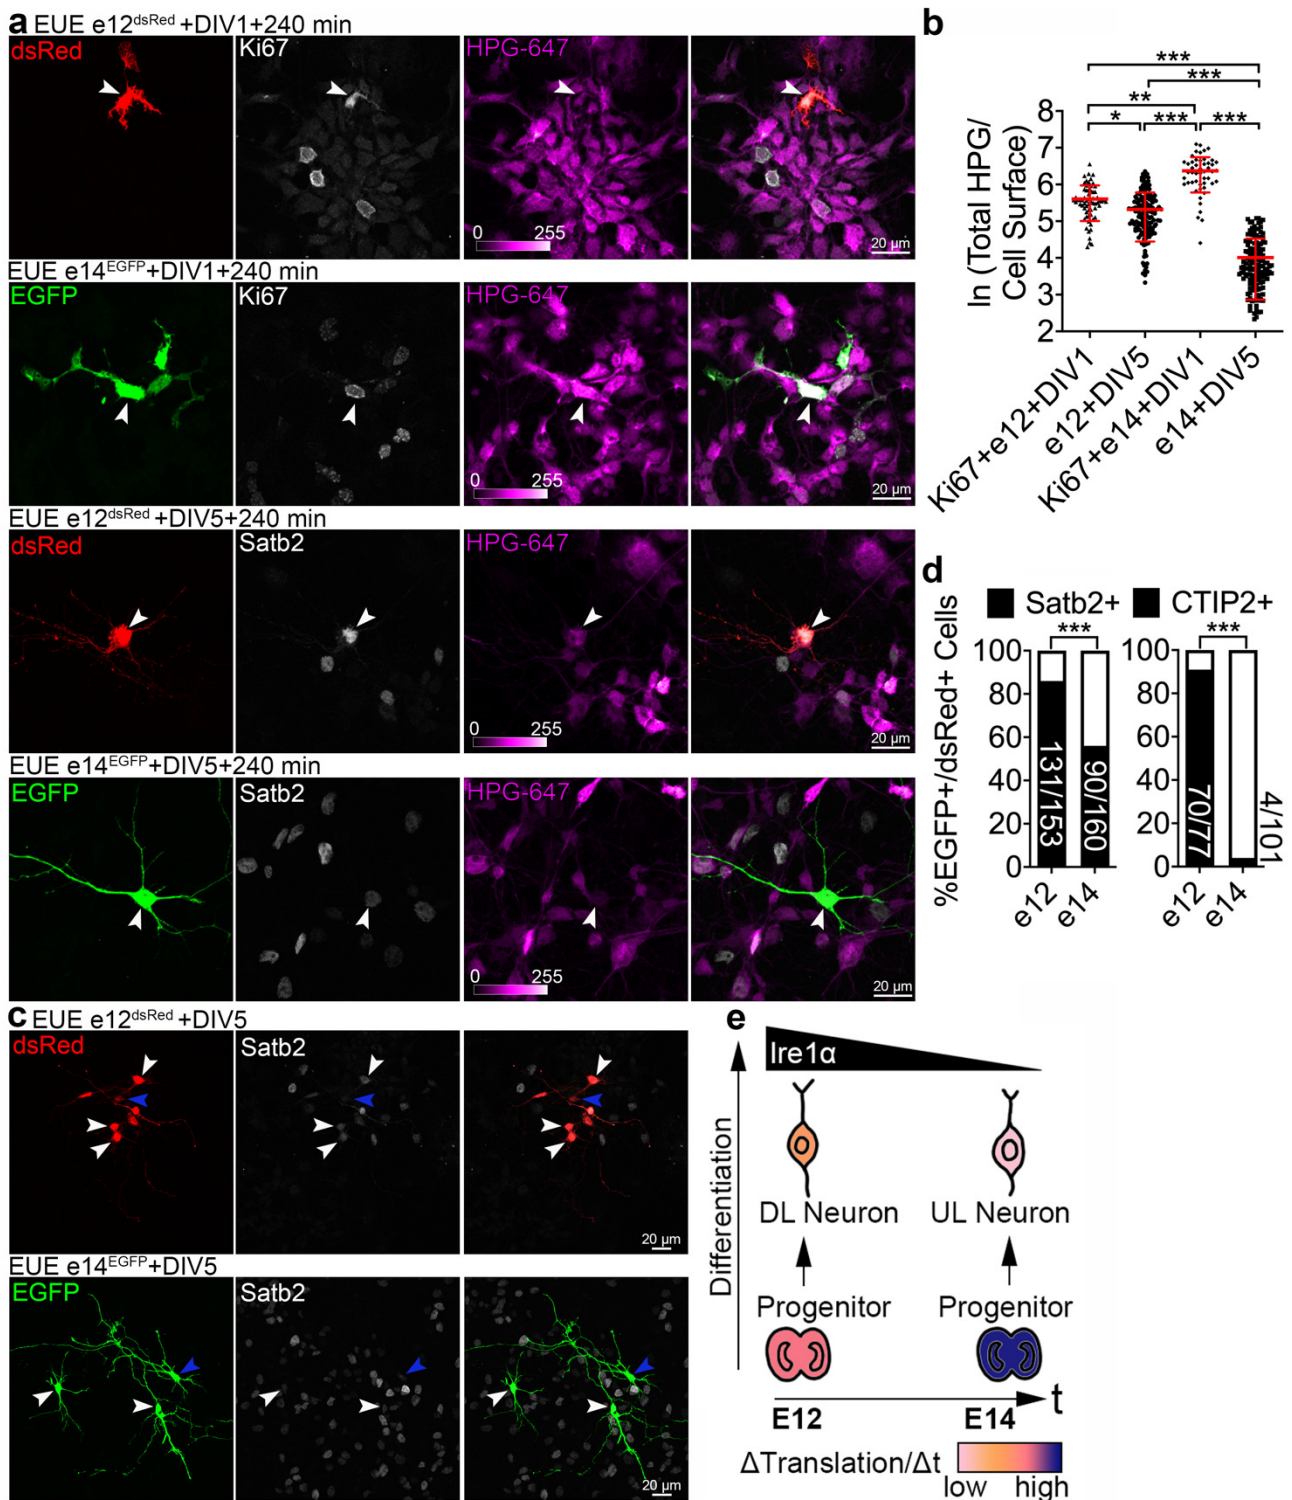 a EUE e12dsRed +DIV1+240 min
dsRed
Ki67
HPG-647
0 255
20 µm
EUE e14EGFP+DIV1+240 min
EGFP
Ki67
HPG-647
0 255
20 µm
EUE e12dsRed +DIV5+240 min
dsRed
Satb2
HPG-647
0 255
20 µm
EUE e14EGFP+DIV5+240 min
EGFP
Satb2
HPG-647
0 255
20 µm
b
***
***
**
* *** ***
ln (Total HPG/
Cell Surface)
8
7
6
5
4
3
2
Ki67+e12+DIV1
e12+DIV5
Ki67+e14+DIV1
e14+DIV5
c EUE e12dsRed +DIV5
dsRed
Satb2
20 µm
EUE e14EGFP+DIV5
EGFP
Satb2
20 µm
d
Satb2+ CTIP2+
*** ***
%EGFP+/dsRed+ Cells
100
80
60
40
20
0
131/153
90/160
e12 e14
100
80
60
40
20
0
70/77
4/101
e12 e14
e
Ire1α
Differentiation
DL Neuron UL Neuron
Progenitor Progenitor
t
E12 E14
ΔTranslation/Δt
low high